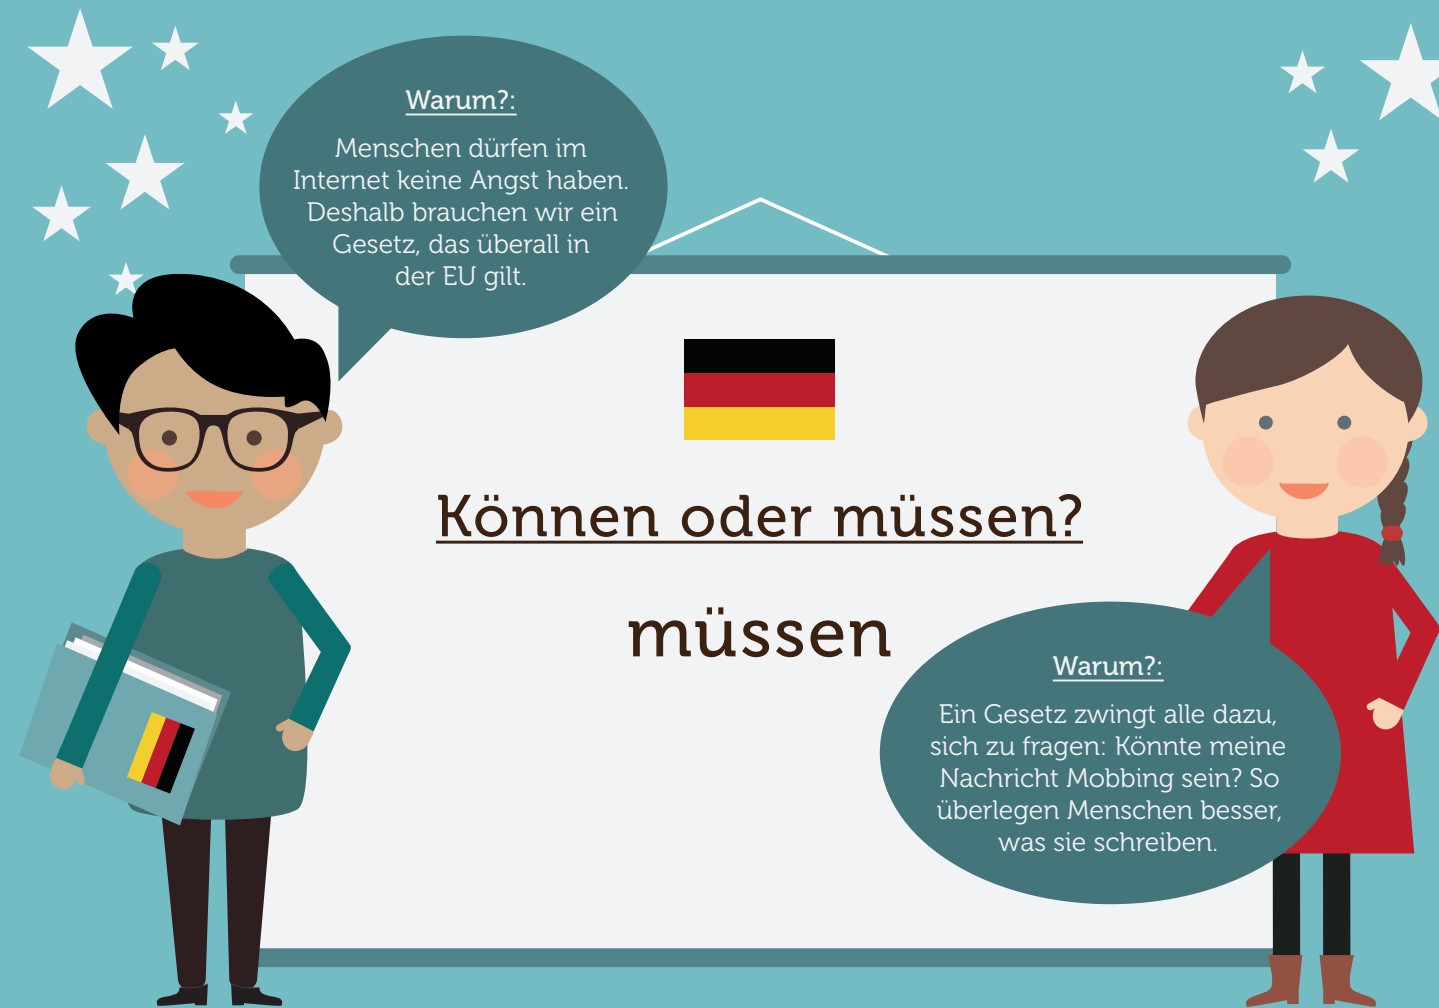 Warum?:
Menschen dürfen im
Internet keine Angst haben.
Deshalb brauchen wir ein
Gesetz, das überall in
der EU gilt.
Können oder müssen?
müssen
Warum?:
Ein Gesetz zwingt alle dazu,
sich zu fragen: Könnte meine
Nachricht Mobbing sein? So
überlegen Menschen besser,
was sie schreiben.